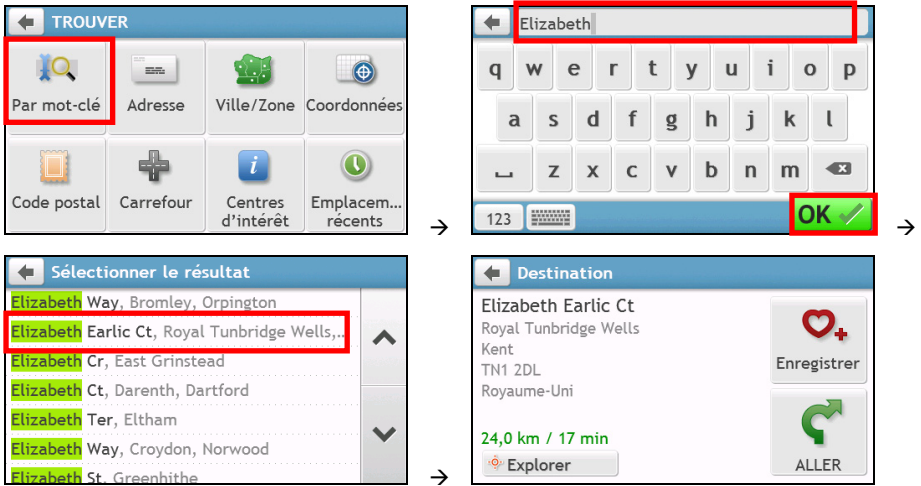 TROUVER
Par mot-clé
Adresse
Ville/Zone
Coordonnées
Code postal
Carrefour
Centres
d'intérêt
Emplacem...
récents
→
Elizabeth
q w e r t y u i o p
a s d f g h j k l
z x c v b n m
123
OK
→
Sélectionner le résultat
Elizabeth Way, Bromley, Orpington
Elizabeth Earlic Ct, Royal Tunbridge Wells,..
Elizabeth Cr, East Grinstead
Elizabeth Ct, Darenth, Dartford
Elizabeth Ter, Eltham
Elizabeth Way, Croydon, Norwood
Elizabeth St, Greenhithe
→
Destination
Elizabeth Earlic Ct
Royal Tunbridge Wells
Kent
TN1 2DL
Royaume-Uni
24,0 km / 17 min
Explorer
Enregistrer
ALLER